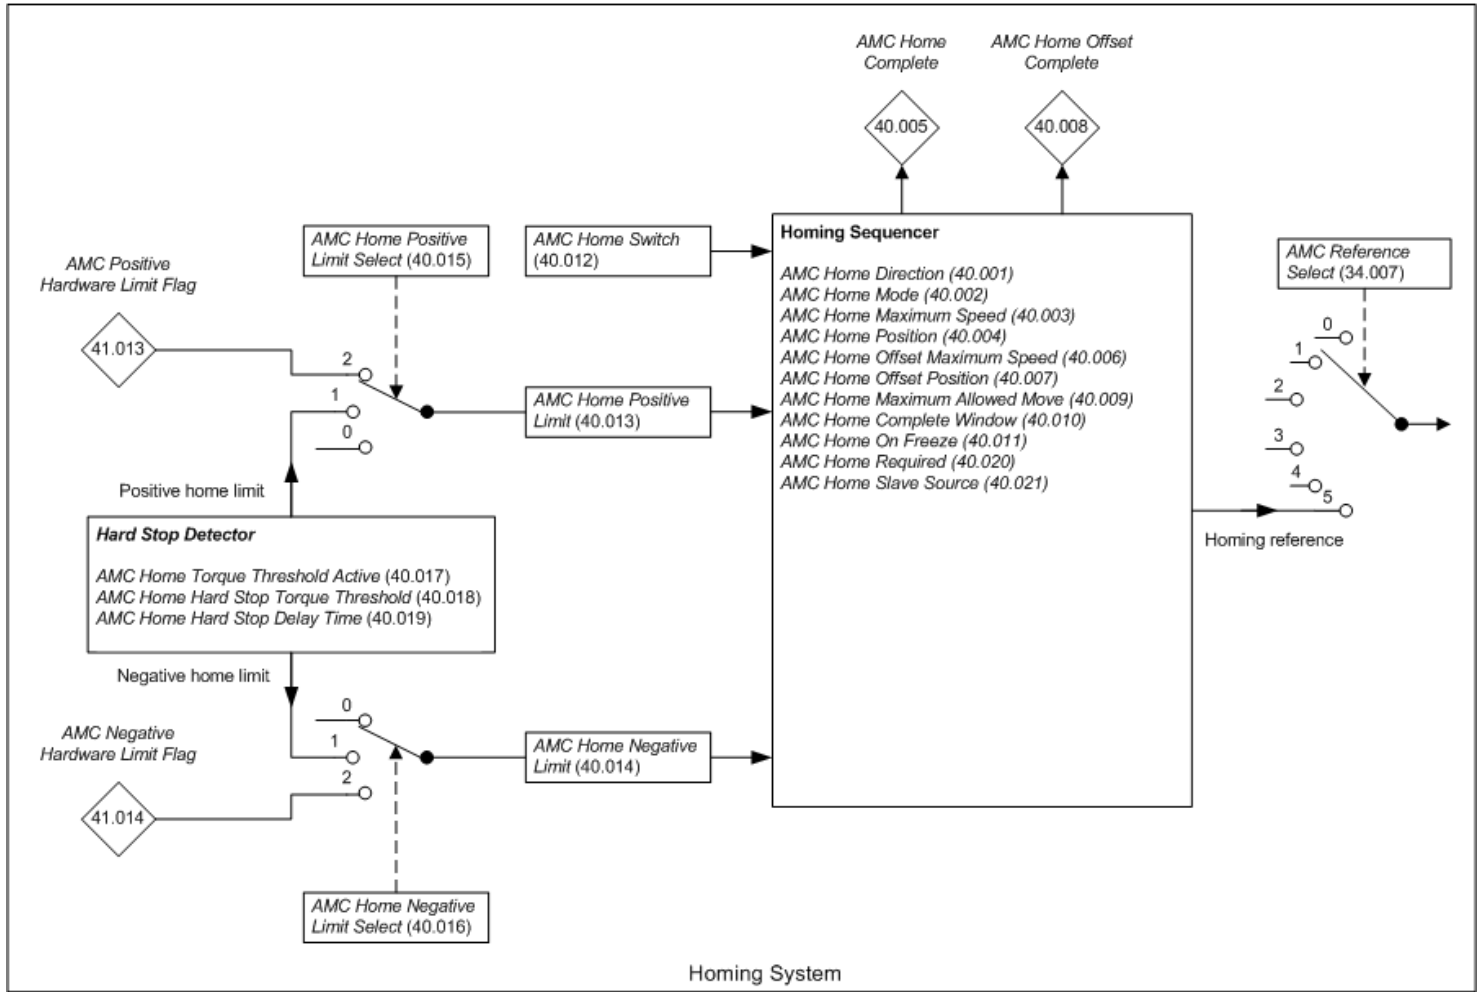 AMC Home
Complete
AMC Home Offset
Complete
40.005
40.008
AMC Positive
Hardware Limit Flag
41.013
AMC Home Positive
Limit Select (40.015)
2
1
0
Positive home limit
AMC Home Switch
(40.012)
AMC Home Positive
Limit (40.013)
Hard Stop Detector
AMC Home Torque Threshold Active (40.017)
AMC Home Hard Stop Torque Threshold (40.018)
AMC Home Hard Stop Delay Time (40.019)
Negative home limit
AMC Negative
Hardware Limit Flag
41.014
0
1
2
AMC Home Negative
Limit (40.014)
AMC Home Negative
Limit Select (40.016)
Homing Sequencer
AMC Home Direction (40.001)
AMC Home Mode (40.002)
AMC Home Maximum Speed (40.003)
AMC Home Position (40.004)
AMC Home Offset Maximum Speed (40.006)
AMC Home Offset Position (40.007)
AMC Home Maximum Allowed Move (40.009)
AMC Home Complete Window (40.010)
AMC Home On Freeze (40.011)
AMC Home Required (40.020)
AMC Home Slave Source (40.021)
AMC Reference
Select (34.007)
0
1
2
3
4
5
Homing reference
Homing System